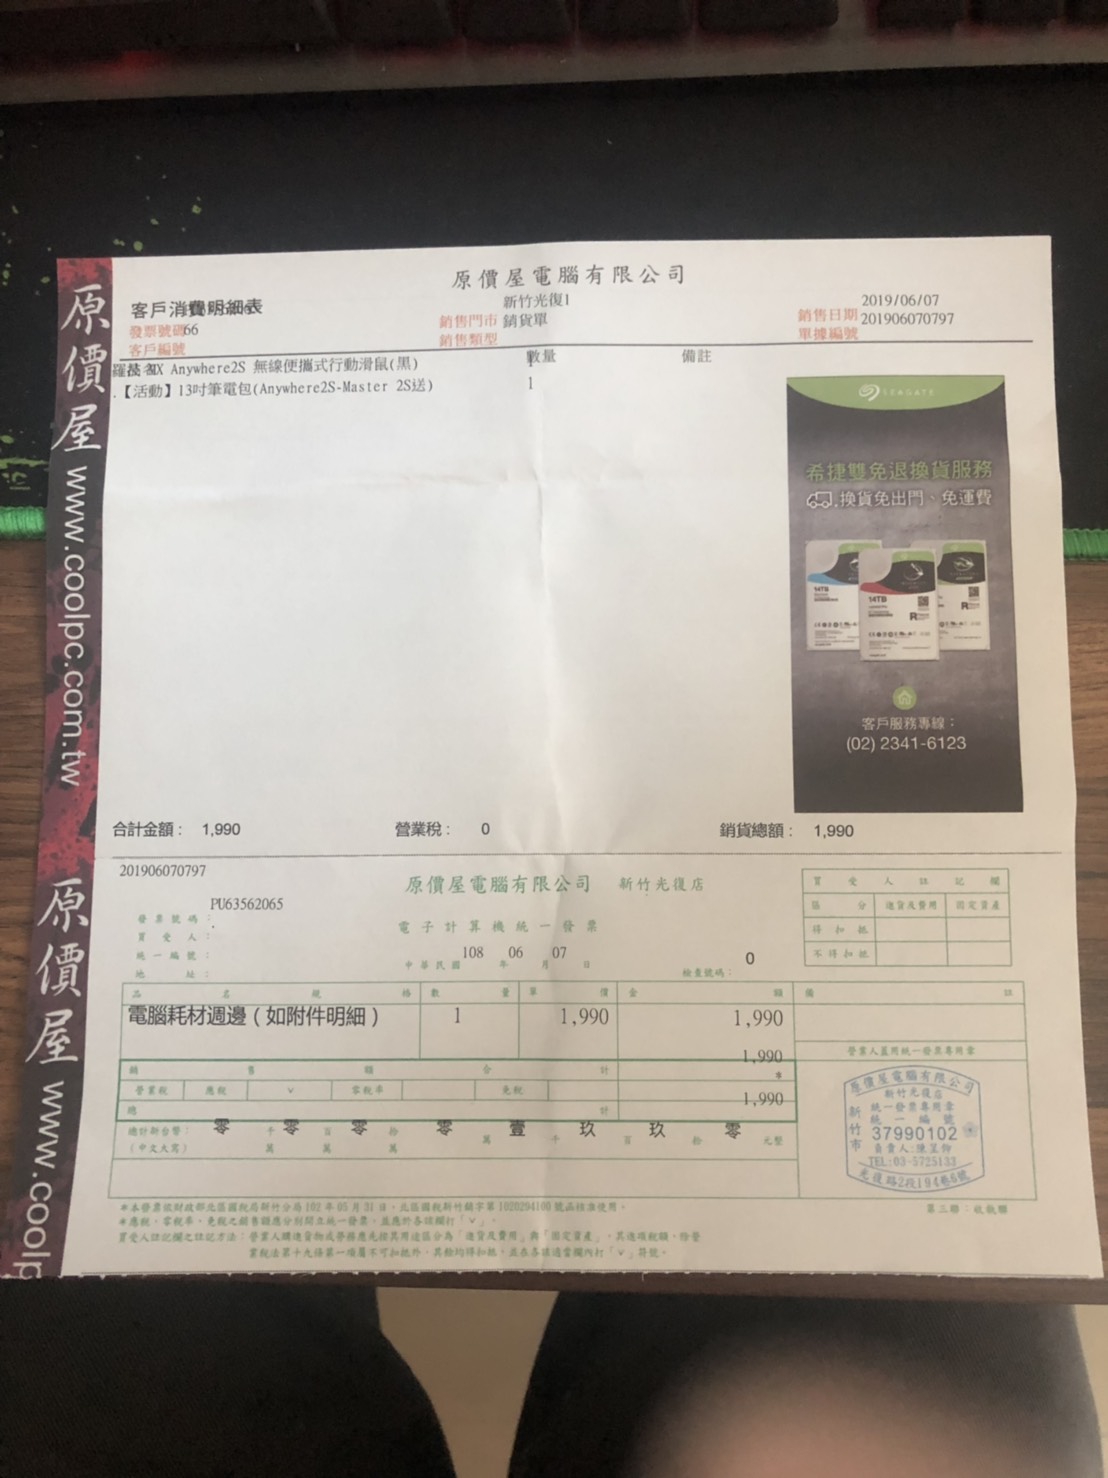 原價屋 www.coolpc.com.tw
原價屋 www.coolp
原價屋電腦有限公司
客戶消費明細表
新竹光復1
2019/06/07
發票號碼 66
銷售門市 銷貨單
銷售日期 201906070797
客戶編號
銷售類型
單據編號
數量
備註
羅技 MX Anywhere2S 無線便攜式行動滑鼠(黑) 1
.【活動】13吋筆電包(Anywhere2S-Master 2S送) 1
SEAGATE
希捷雙免退換貨服務
換貨免出門、免運費
14TB
14TB
客戶服務專線：
(02) 2341-6123
合計金額： 1,990
營業稅： 0
銷貨總額： 1,990
201906070797
原價屋電腦有限公司 新竹光復店
買受人註記欄
區分 進貨及費用 固定資產
得扣抵
不得扣抵
PU63562065
發票號碼：
電子計算機統一發票
買受人：
統一編號：
地址：
中華民國 108 年 06 月 07 日
檢查號碼： 0
品名規格 數量 單價 金額 備註
電腦耗材週邊(如附件明細) 1 1,990 1,990
1,990
銷售額合計
*
營業稅 應稅 v 零稅率 免稅
1,990
總計
總計新台幣： 零 千萬 零 百萬 零 拾萬 零 萬 壹 千 玖 百 玖 拾 零 元整
(中文大寫)
營業人蓋用統一發票專用章
原價屋電腦有限公司
新竹光復店
統一發票專用章
統一編號
新竹市
37990102
TEL:03-5725133
光復路2段194巷6號
第三聯：收執聯
＊本發票依財政部北區國稅局新竹分局102年05月31日，北區國稅新竹銷字第1020294100號函核准使用。
＊應稅、零稅率、免稅之銷售額應分別開立統一發票，並應於各項欄打「v」。
買受人註記欄之註記方法：營業人購進貨物或勞務應先按其用途區分為「進貨及費用」與「固定資產」，其進項稅額，除營
業稅法第十九條第一項屬不可扣抵外，其餘均得扣抵，並在各項適當欄內打「v」符號。